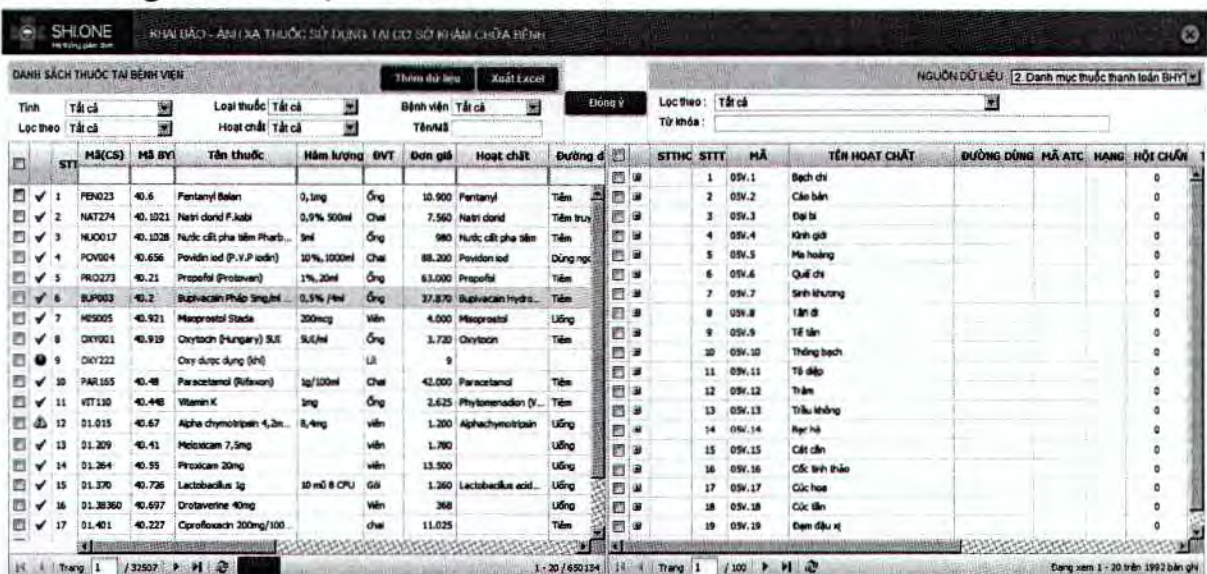 SHI.ONE
Hệ thống giám định
KHAI BÁO - ÁNH XẠ THUỐC SỬ DỤNG TẠI CƠ SỞ KHÁM CHỮA BỆNH
DANH SÁCH THUỐC TẠI BỆNH VIỆN Thêm dữ liệu Xuất Excel
Tỉnh Tất cả Loại thuốc Tất cả Bệnh viện Tất cả
Lọc theo Tất cả Hoạt chất Tất cả Tên/Mã
Đồng ý
NGUỒN DỮ LIỆU 2. Danh mục thuốc thanh toán BHYT
Lọc theo : Tất cả
Từ khóa :
STT Mã(CS) Mã BYT Tên thuốc Hàm lượng ĐVT Đơn giá Hoạt chất Đường d
1 FEN023 40.6 Fentanyl Balan 0,1mg Ống 10.900 Fentanyl Tiêm
2 NAT274 40.1021 Natri clorid F.kabi 0,9% 500ml Chai 7.560 Natri clorid Tiêm truy
3 NUO017 40.1028 Nước cất pha tiêm Pharb... 5ml Ống 980 Nước cất pha tiêm Tiêm
4 POV004 40.656 Povidin iod (P.V.P iodin) 10%, 1000ml Chai 88.200 Povidon iod Dùng ngo
5 PRO273 40.21 Propofol (Protovan) 1%, 20ml Ống 63.000 Propofol Tiêm
6 BUP003 40.2 Bupivacain Pháp 5mg/ml ... 0,5% /4ml Ống 37.870 Bupivacain Hydro... Tiêm
7 MIS005 40.921 Misoprostol Stada 200mcg Viên 4.000 Misoprostol Uống
8 OXY001 40.919 Oxytocin (Hungary) 5UI 5UI/ml Ống 3.720 Oxytocin Tiêm
9 OXY222 Oxy dược dụng (khí) Lít 9
10 PAR165 40.48 Paracetamol (Rifaxon) 1g/100ml Chai 42.000 Paracetamol Tiêm
11 VIT110 40.448 Vitamin K 1mg Ống 2.625 Phytomenadion (V... Tiêm
12 01.015 40.67 Alpha chymotripsin 4,2m... 8,4mg viên 1.200 Alphachymotripsin Uống
13 01.209 40.41 Meloxicam 7,5mg viên 1.780 Uống
14 01.264 40.55 Piroxicam 20mg viên 13.500 Uống
15 01.370 40.726 Lactobacillus 1g 10 mũ 8 CFU Gói 1.260 Lactobacillus acid... Uống
16 01.38360 40.697 Drotaverine 40mg Viên 368 Uống
17 01.401 40.227 Ciprofloxacin 200mg/100... chai 11.025 Tiêm
Trang 1 / 32507 1 - 20 / 650134
STTHC STTT MÃ TÊN HOẠT CHẤT ĐƯỜNG DÙNG MÃ ATC HẠNG HỘI CHẨN
1 05V.1 Bạch chỉ 0
2 05V.2 Cảo bản 0
3 05V.3 Đại bi 0
4 05V.4 Kinh giới 0
5 05V.5 Ma hoàng 0
6 05V.6 Quế chi 0
7 05V.7 Sinh khương 0
8 05V.8 Tân di 0
9 05V.9 Tế tân 0
10 05V.10 Thông bạch 0
11 05V.11 Tô diệp 0
12 05V.12 Tràm 0
13 05V.13 Trầu không 0
14 05V.14 Bạc hà 0
15 05V.15 Cát căn 0
16 05V.16 Cốc tinh thảo 0
17 05V.17 Cúc hoa 0
18 05V.18 Cúc tần 0
19 05V.19 Đạm đậu xị 0
Trang 1 / 100 Đang xem 1 - 20 trên 1992 bản ghi